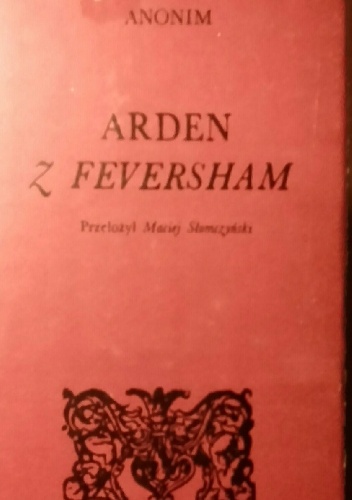 ANONIM
ARDEN
Z FEVERSHAM
Przełożył Maciej Słomczyński